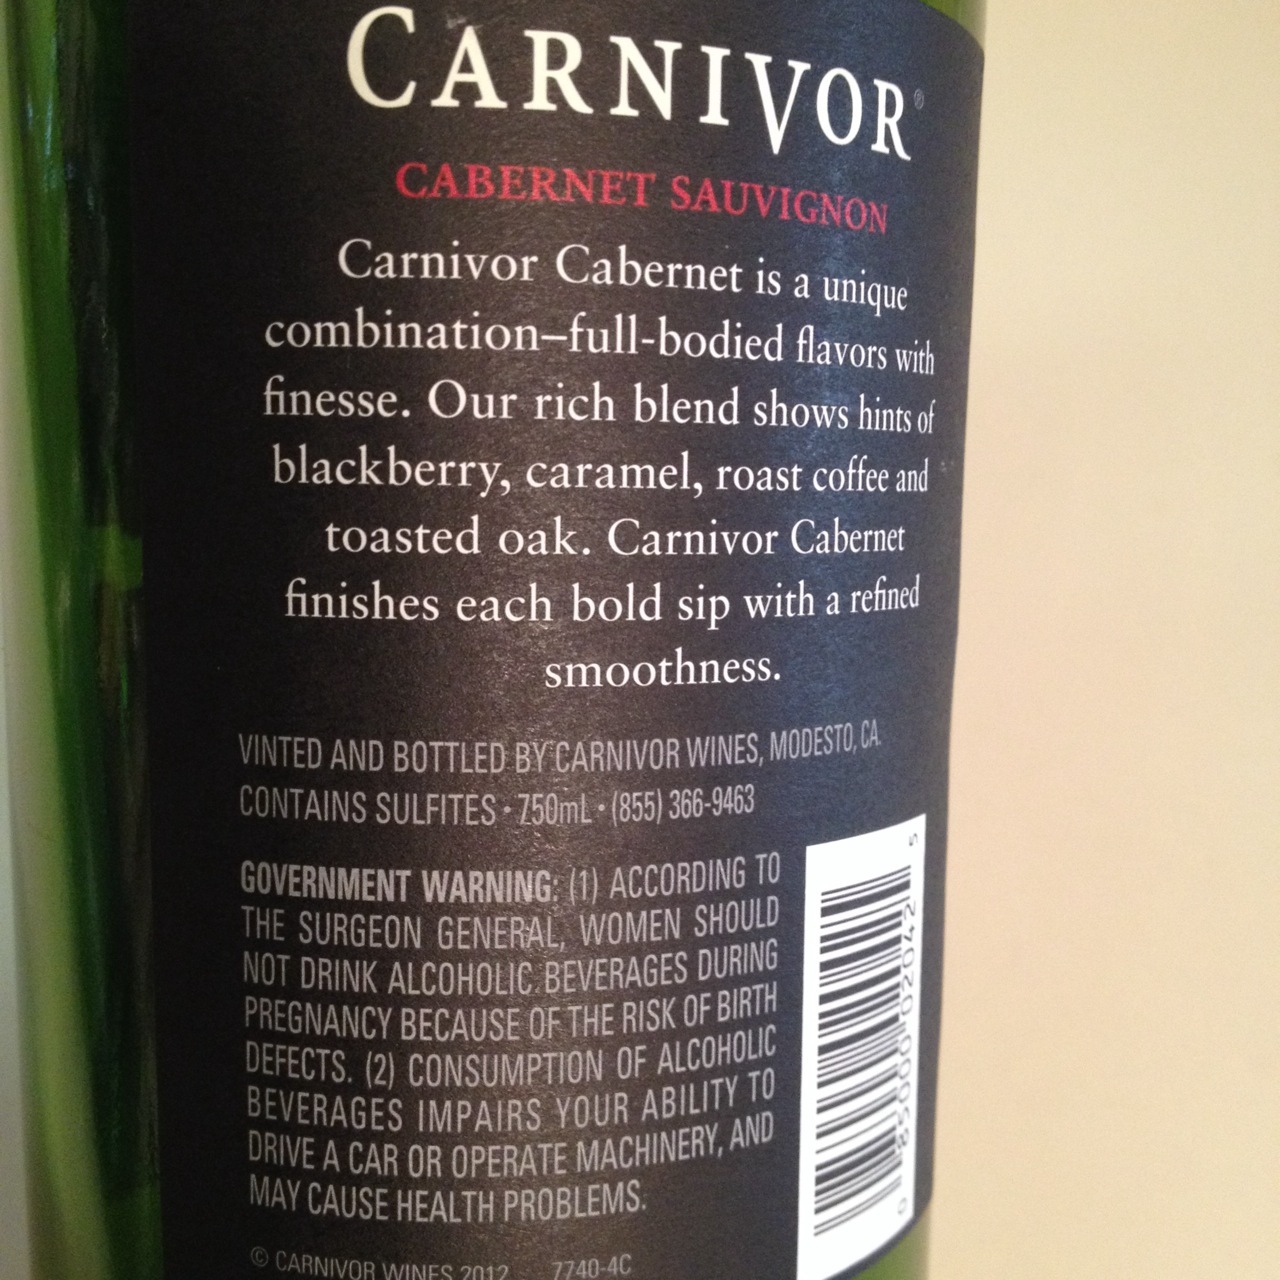 CARNIVOR®
CABERNET SAUVIGNON
Carnivor Cabernet is a unique
combination–full-bodied flavors with
finesse. Our rich blend shows hints of
blackberry, caramel, roast coffee and
toasted oak. Carnivor Cabernet
finishes each bold sip with a refined
smoothness.
VINTED AND BOTTLED BY CARNIVOR WINES, MODESTO, CA.
CONTAINS SULFITES • 750mL • (855) 366-9463
GOVERNMENT WARNING: (1) ACCORDING TO
THE SURGEON GENERAL, WOMEN SHOULD
NOT DRINK ALCOHOLIC BEVERAGES DURING
PREGNANCY BECAUSE OF THE RISK OF BIRTH
DEFECTS. (2) CONSUMPTION OF ALCOHOLIC
BEVERAGES IMPAIRS YOUR ABILITY TO
DRIVE A CAR OR OPERATE MACHINERY, AND
MAY CAUSE HEALTH PROBLEMS.
© CARNIVOR WINES 2012 7740-4C
0 85000 02042 5